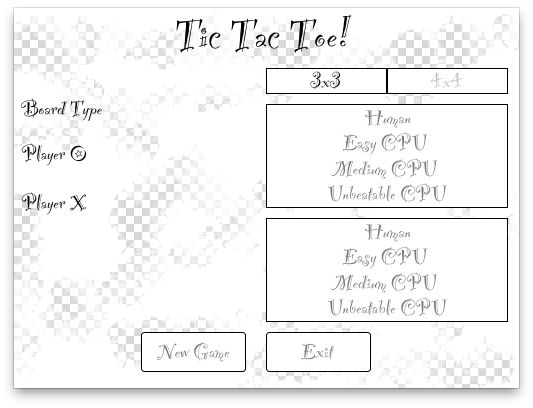 Tic Tac Toe!
3x3 4x4
Board Type
Player O
Player X
Human
Easy CPU
Medium CPU
Unbeatable CPU
Human
Easy CPU
Medium CPU
Unbeatable CPU
New Game Exit